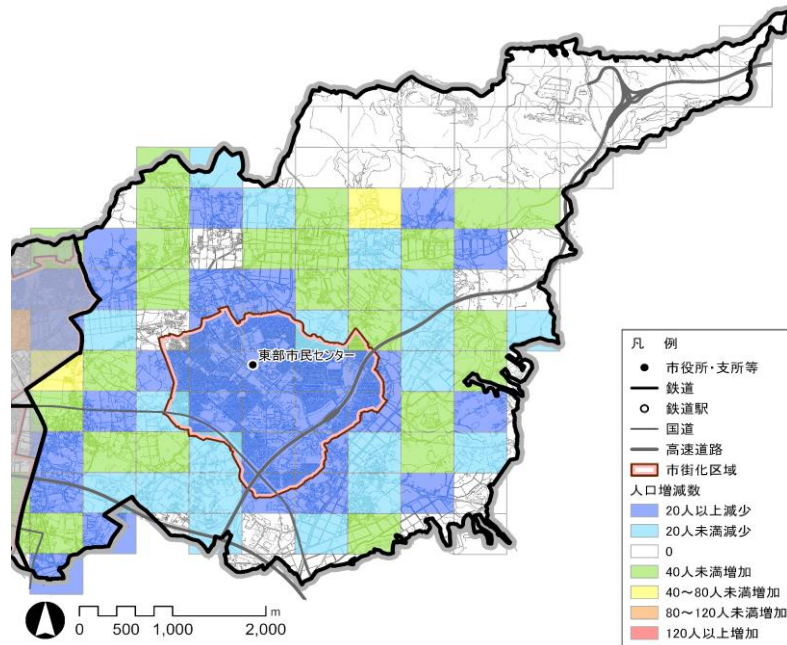 東部市民センター
凡 例
市役所・支所等
鉄道
鉄道駅
国道
高速道路
市街化区域
人口増減数
20人以上減少
20人未満減少
0
40人未満増加
40～80人未満増加
80～120人未満増加
120人以上増加
m
0 500 1,000 2,000